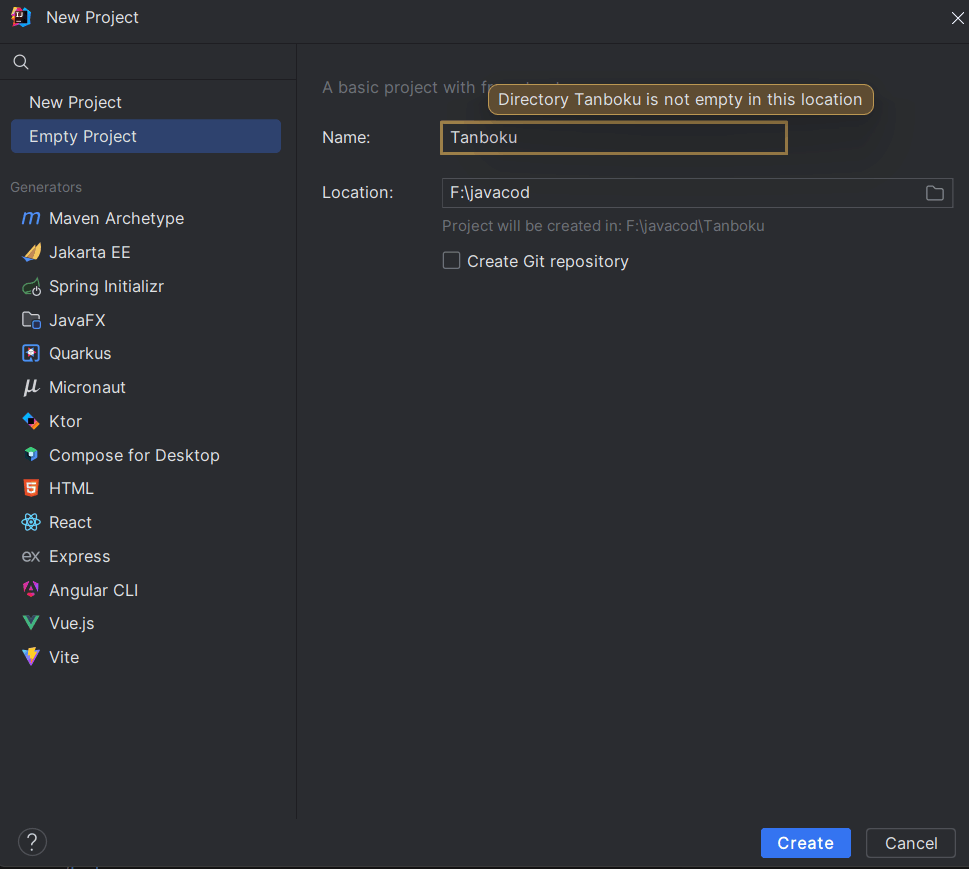 New Project
New Project
Empty Project
Generators
Maven Archetype
Jakarta EE
Spring Initializr
JavaFX
Quarkus
Micronaut
Ktor
Compose for Desktop
HTML
React
Express
Angular CLI
Vue.js
Vite
A basic project with
Directory Tanboku is not empty in this location
Name: Tanboku
Location: F:\javacod
Project will be created in: F:\javacod\Tanboku
Create Git repository
?
Create Cancel